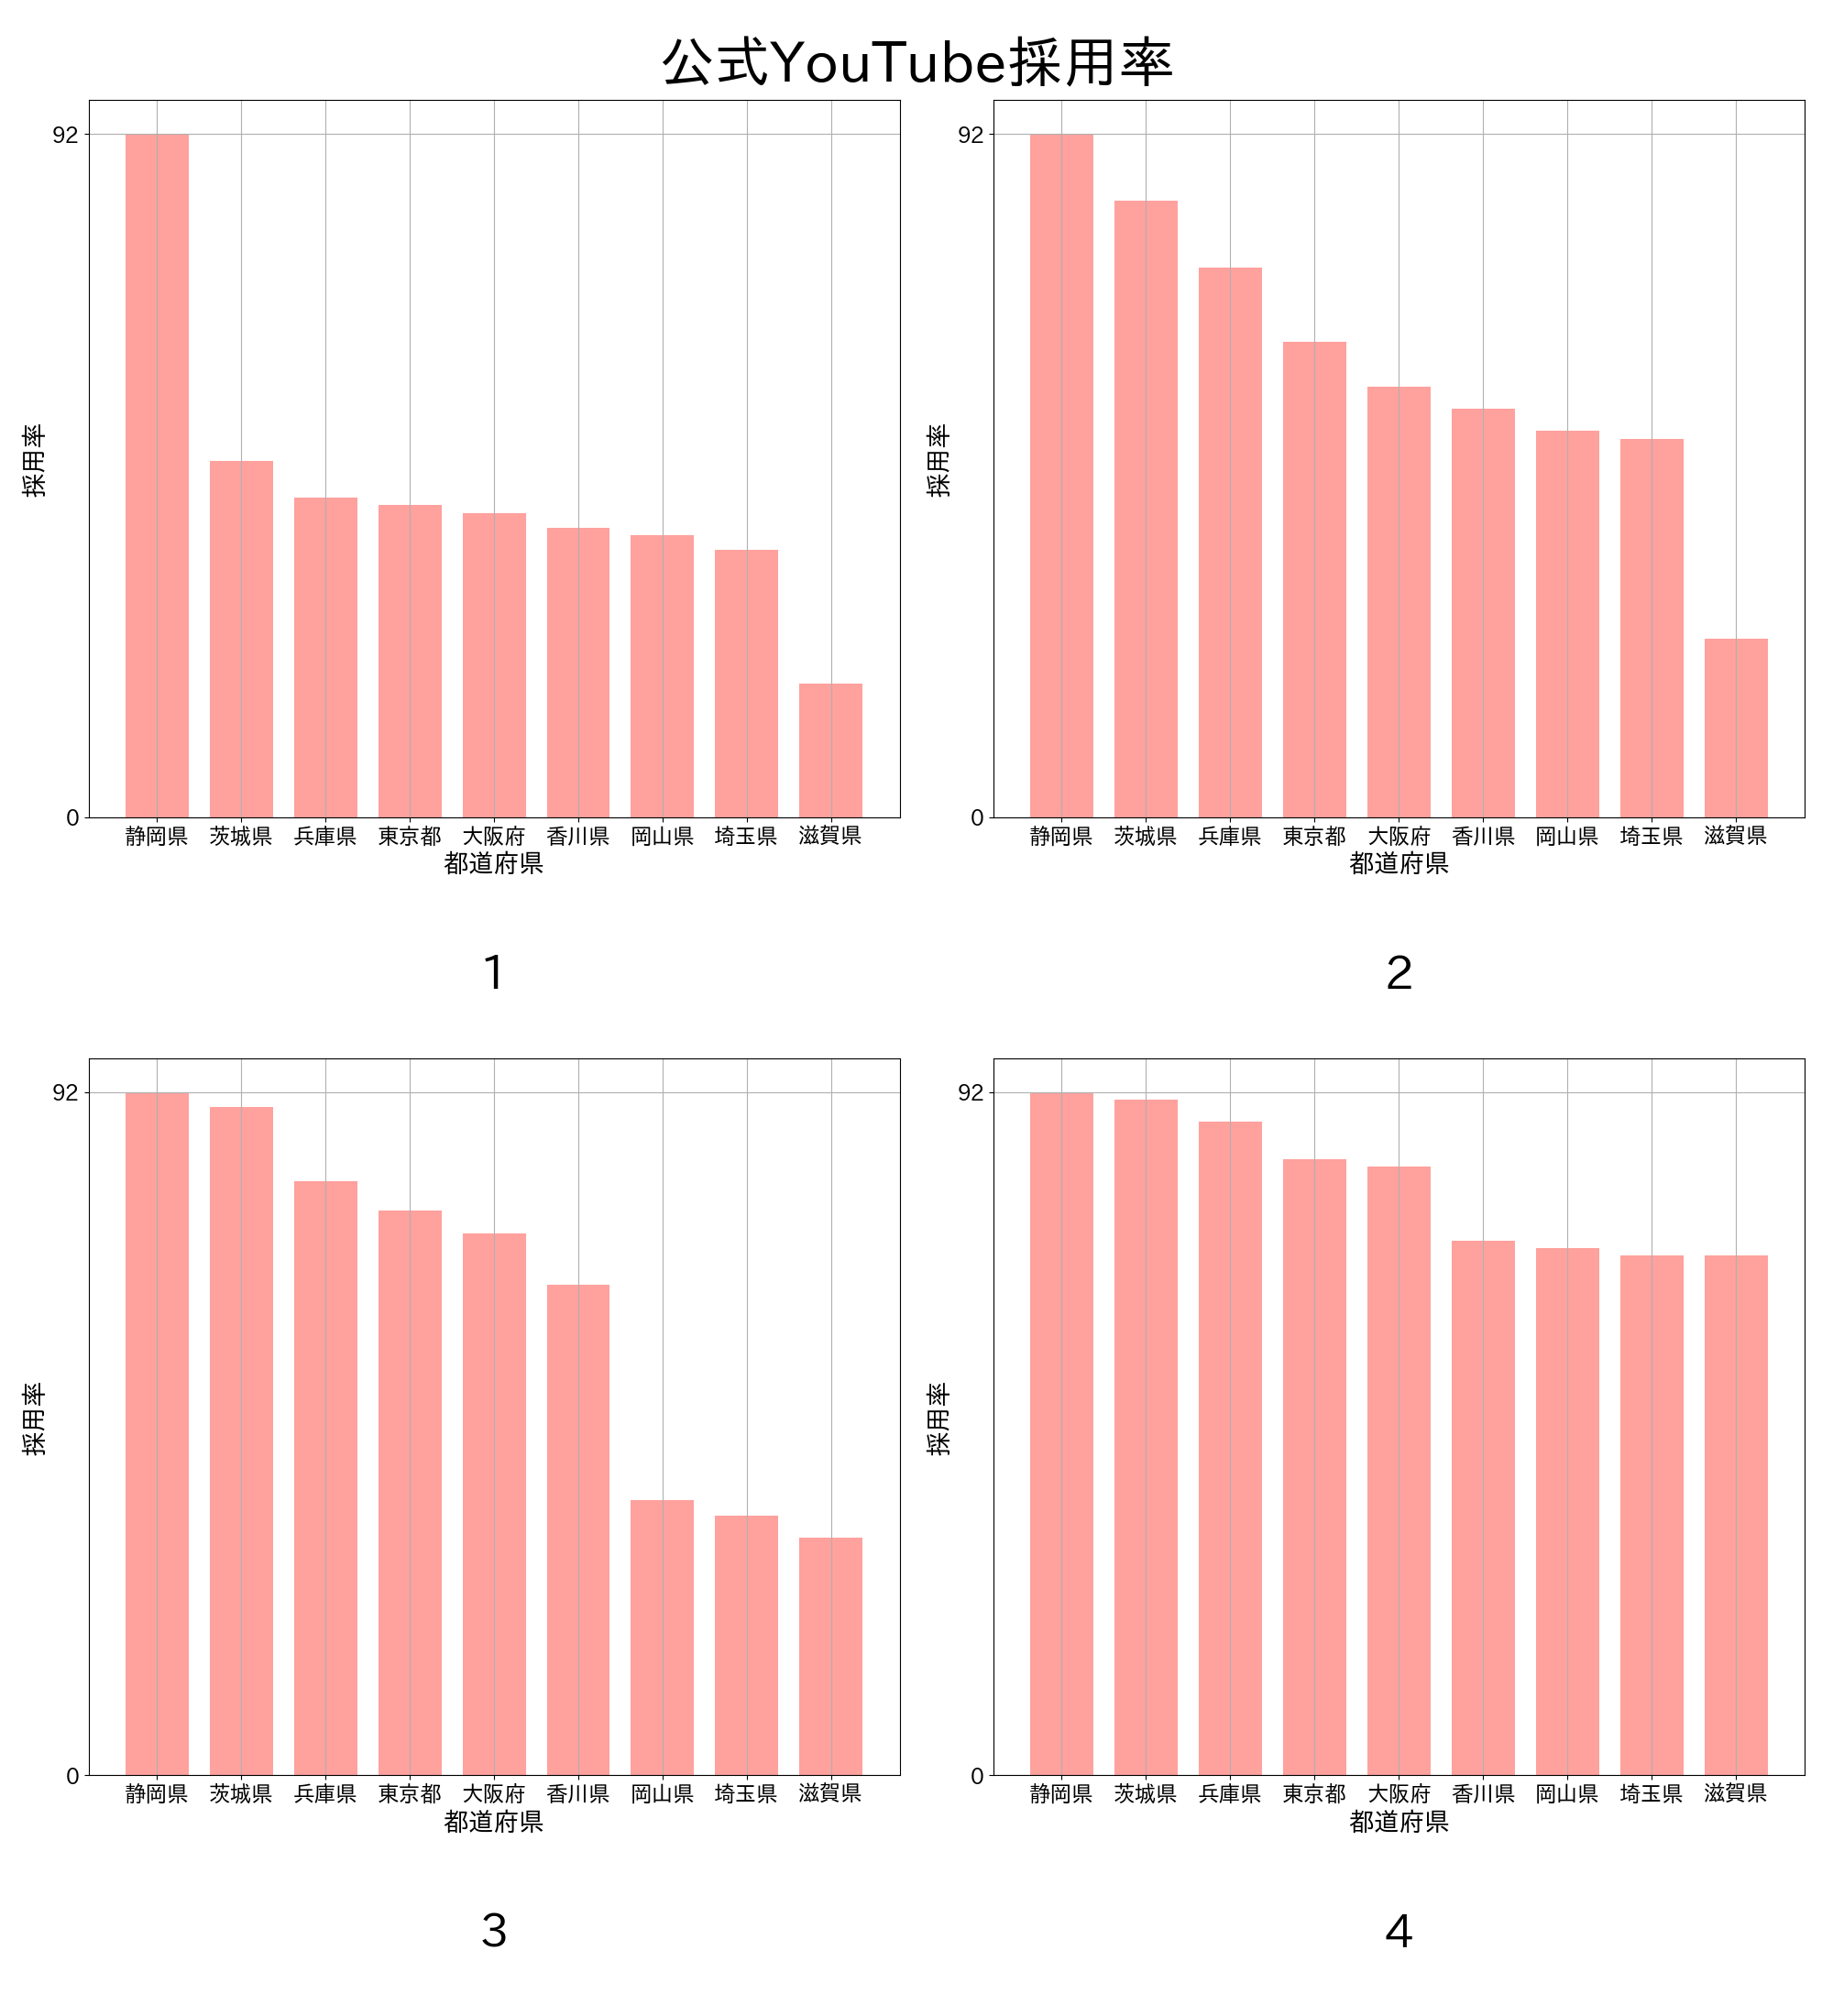 公式YouTube採用率
92
0
採用率
静岡県 茨城県 兵庫県 東京都 大阪府 香川県 岡山県 埼玉県 滋賀県
都道府県
1
92
0
採用率
静岡県 茨城県 兵庫県 東京都 大阪府 香川県 岡山県 埼玉県 滋賀県
都道府県
2
92
0
採用率
静岡県 茨城県 兵庫県 東京都 大阪府 香川県 岡山県 埼玉県 滋賀県
都道府県
3
92
0
採用率
静岡県 茨城県 兵庫県 東京都 大阪府 香川県 岡山県 埼玉県 滋賀県
都道府県
4